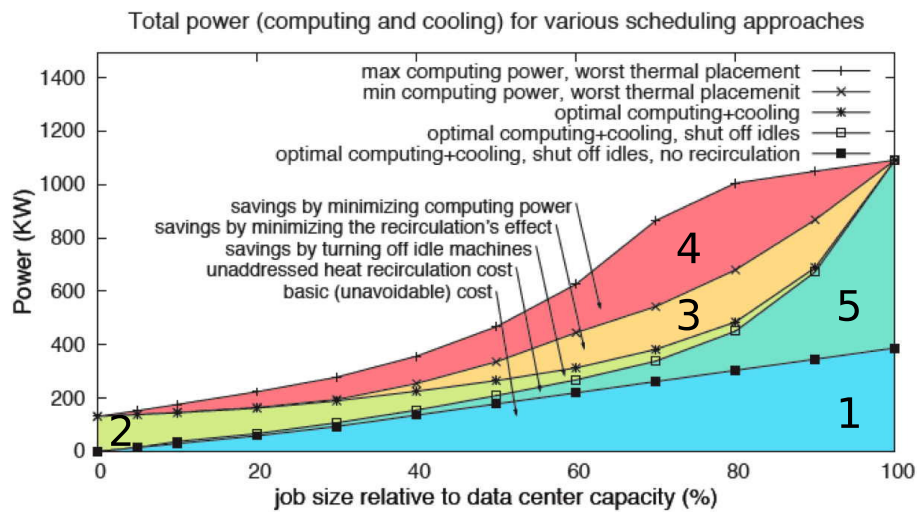 Total power (computing and cooling) for various scheduling approaches
1400
1200
1000
800
600
400
200
0
Power (KW)
max computing power, worst thermal placement
min computing power, worst thermal placementit
optimal computing+cooling
optimal computing+cooling, shut off idles
optimal computing+cooling, shut off idles, no recirculation
savings by minimizing computing power
savings by minimizing the recirculation's effect
savings by turning off idle machines
unaddressed heat recirculation cost
basic (unavoidable) cost
4
3
5
2
1
0
20
40
60
80
100
job size relative to data center capacity (%)